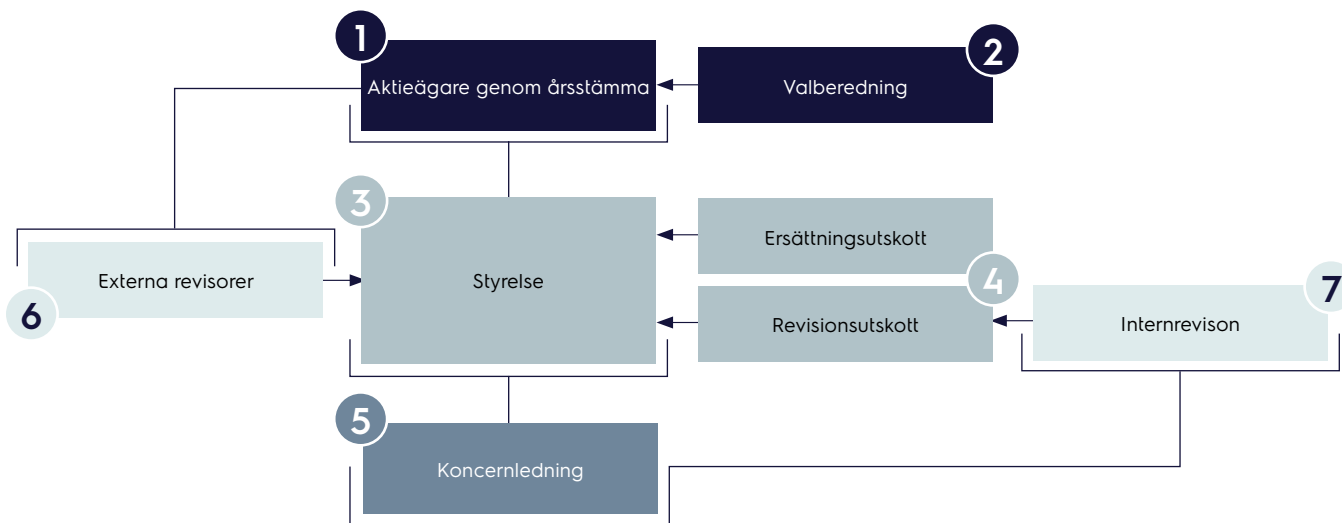 1
Aktieägare genom årsstämma
2
Valberedning
3
Styrelse
Ersättningsutskott
4
Revisionsutskott
Externa revisorer
6
7
Internrevison
5
Koncernledning